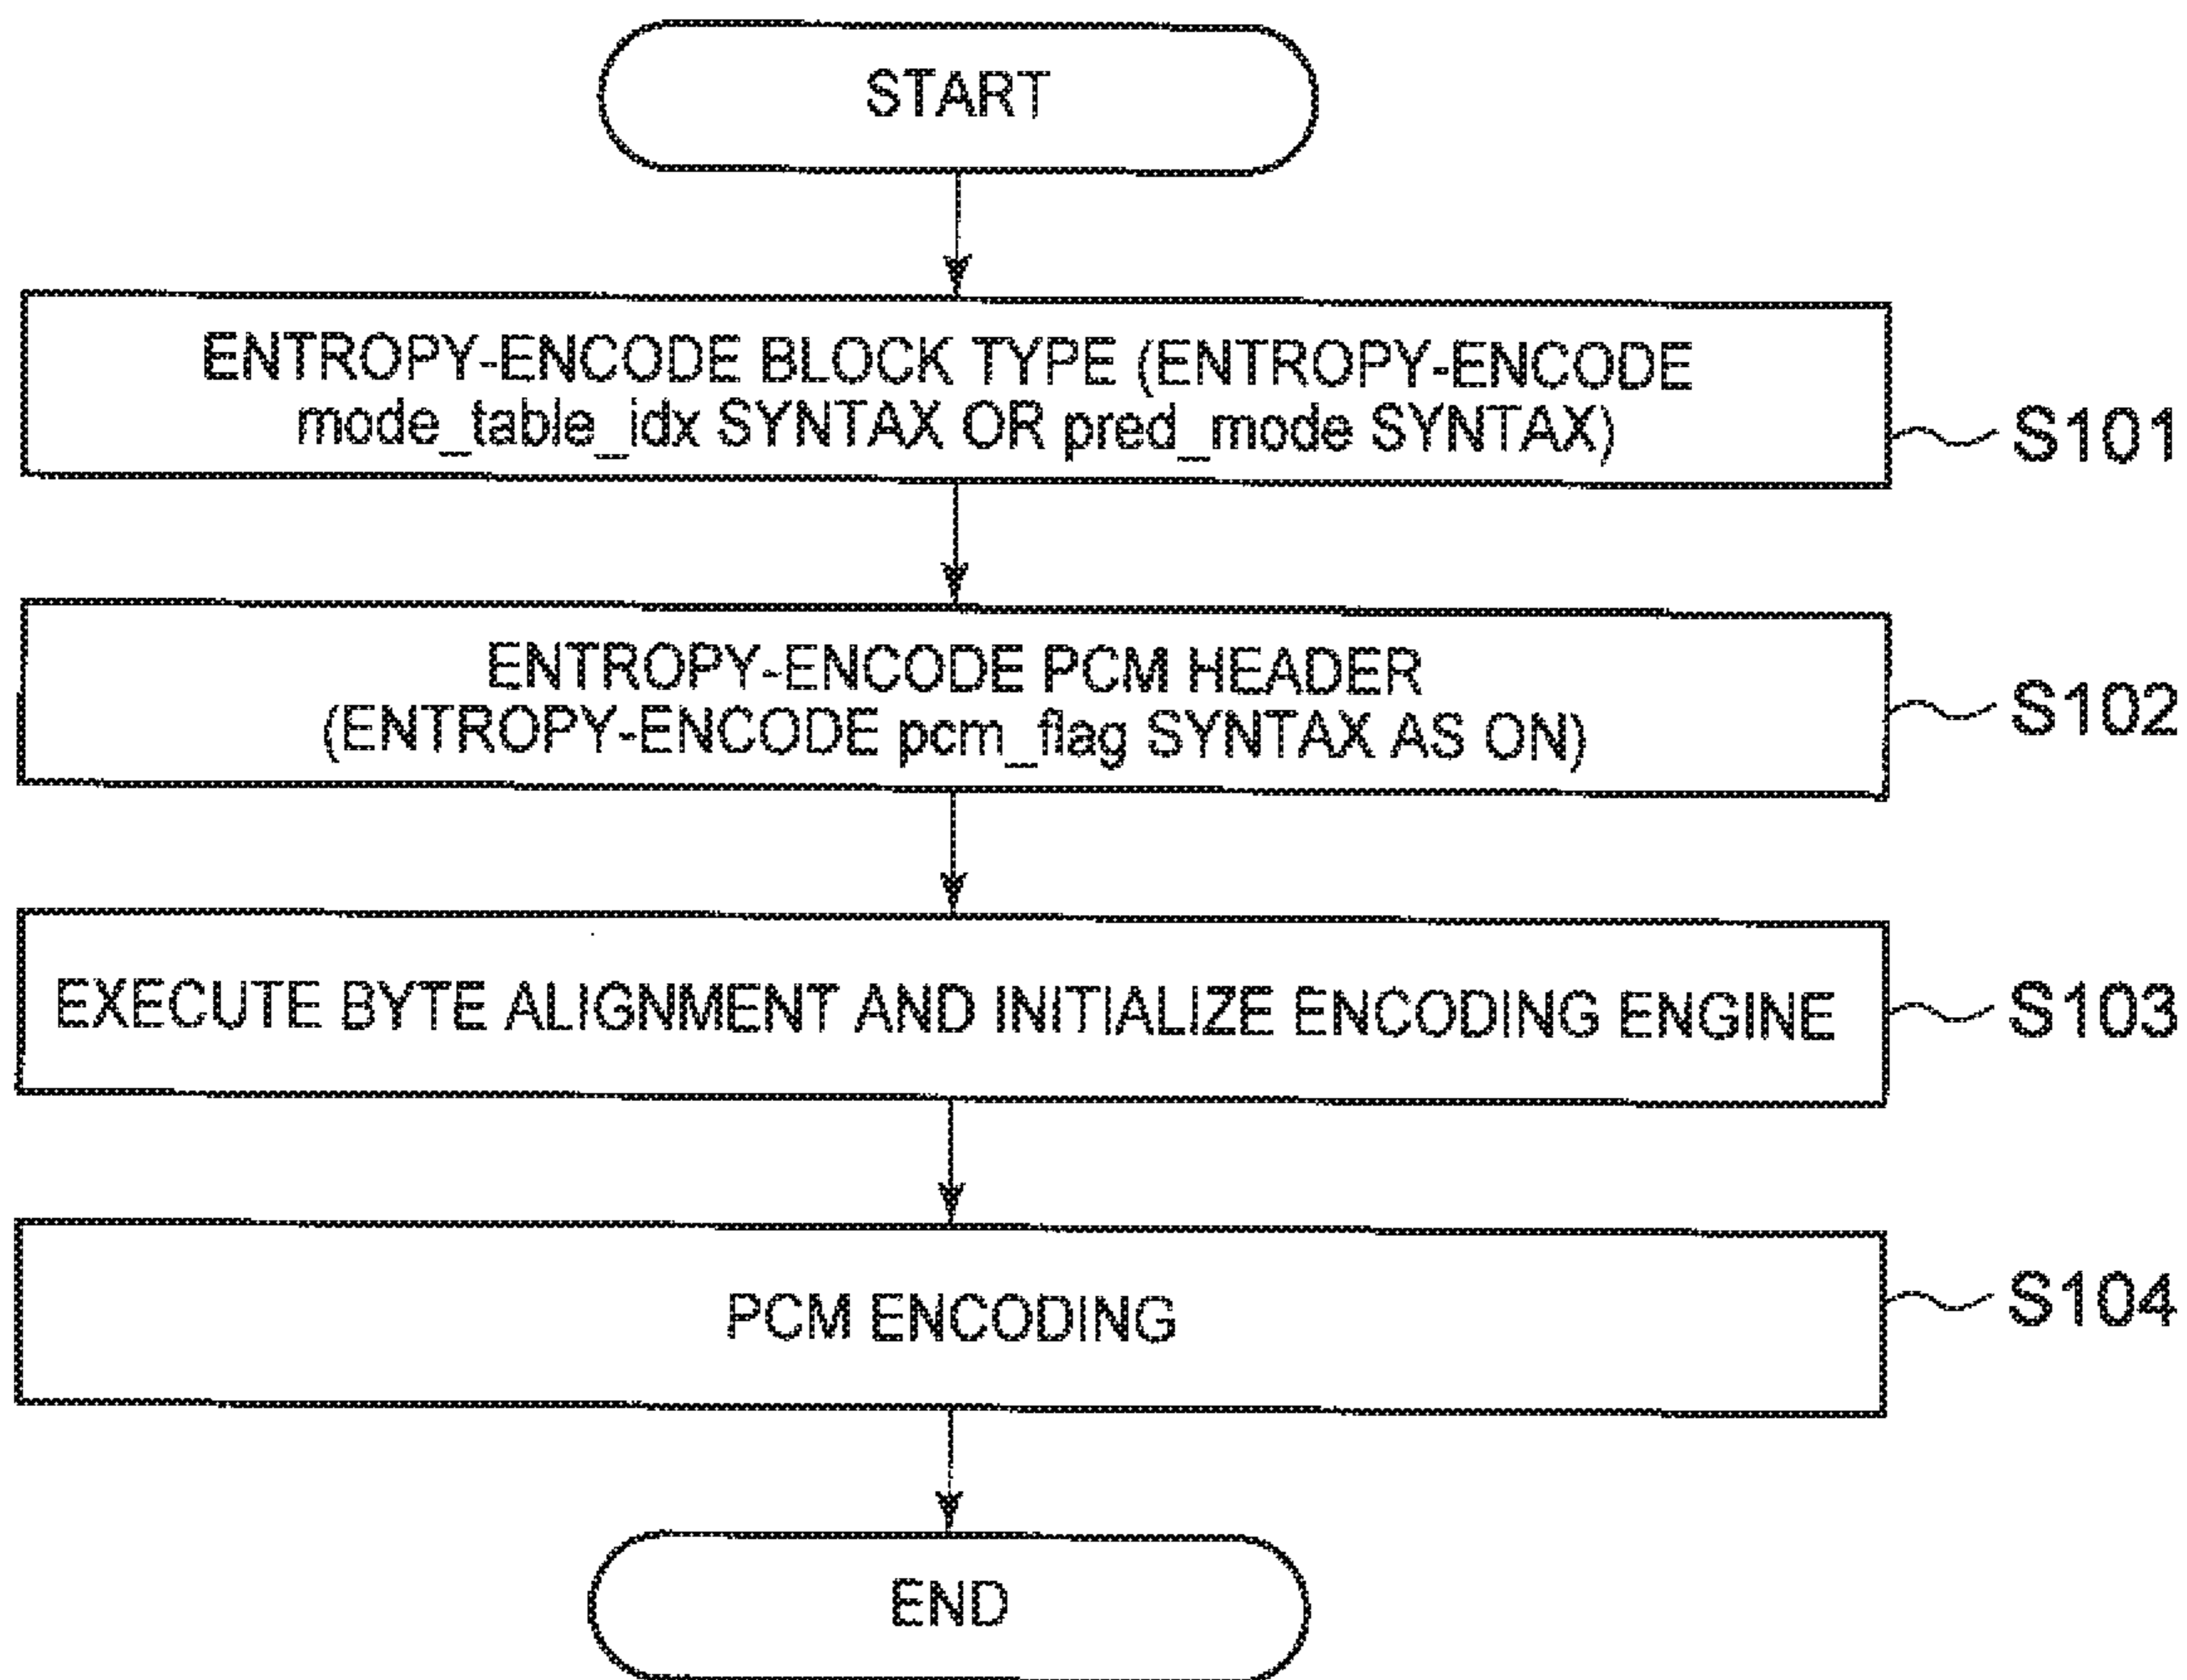 START
ENTROPY-ENCODE BLOCK TYPE (ENTROPY-ENCODE
mode_table_idx SYNTAX OR pred_mode SYNTAX)
S101
ENTROPY-ENCODE PCM HEADER
(ENTROPY-ENCODE pcm_flag SYNTAX AS ON)
S102
EXECUTE BYTE ALIGNMENT AND INITIALIZE ENCODING ENGINE
S103
PCM ENCODING
S104
END